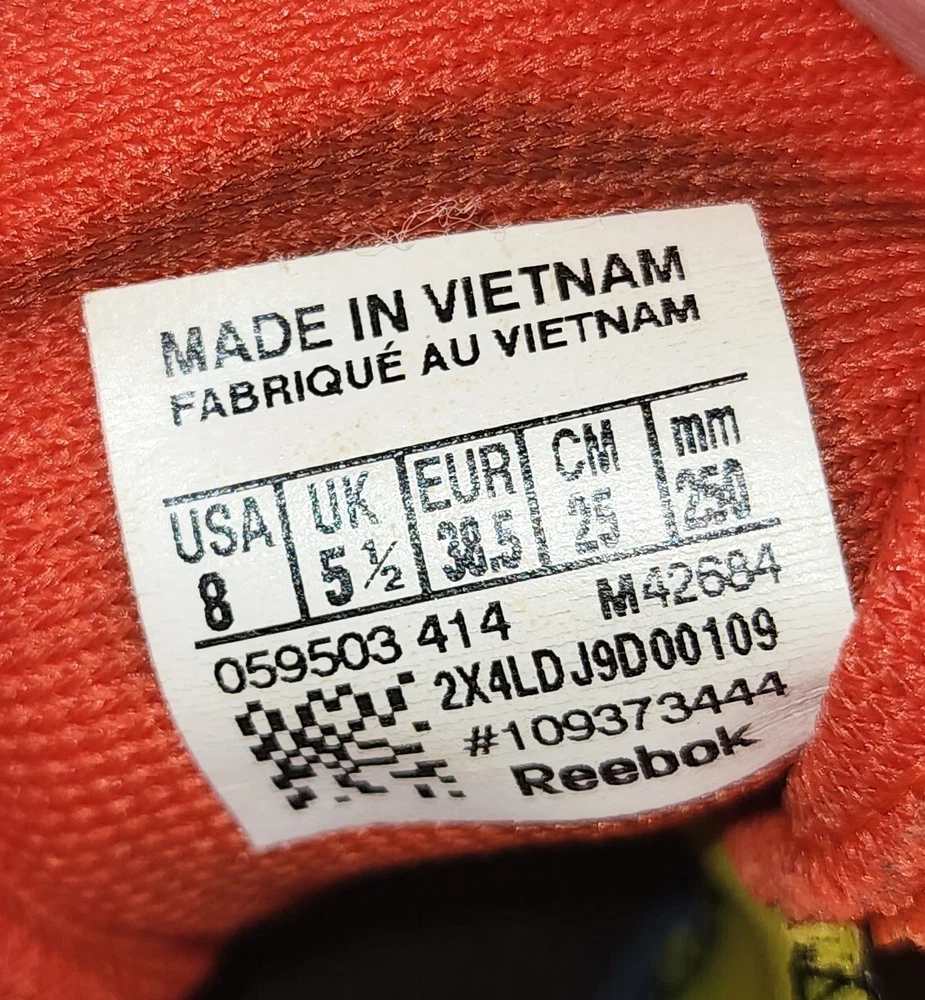 MADE IN VIETNAM
FABRIQUÉ AU VIETNAM
USA UK EUR CM mm
8 5 ½ 38.5 25 250
059503 414 M42684
2X4LDJ9D00109
#109373444
Reebok